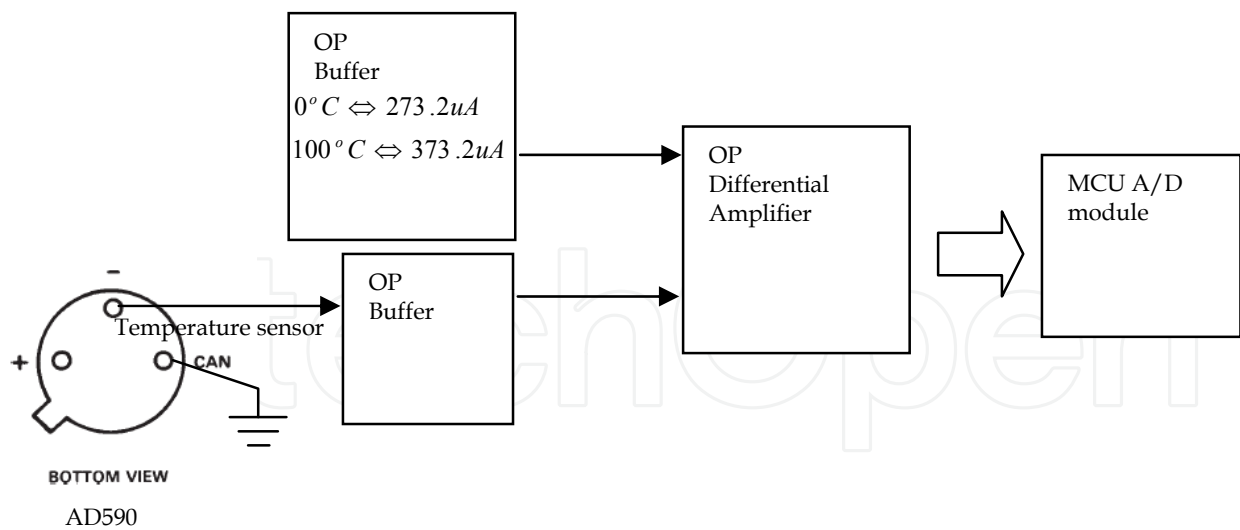 OP
Buffer
0°C ⇔ 273.2uA
100°C ⇔ 373.2uA
OP
Differential
Amplifier
MCU A/D
module
OP
Buffer
-
Temperature sensor
+
CAN
BOTTOM VIEW
AD590
techopen